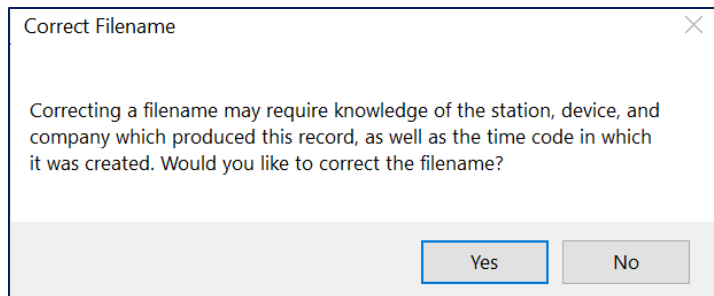 Correct Filename
Correcting a filename may require knowledge of the station, device, and
company which produced this record, as well as the time code in which
it was created. Would you like to correct the filename?
Yes
No